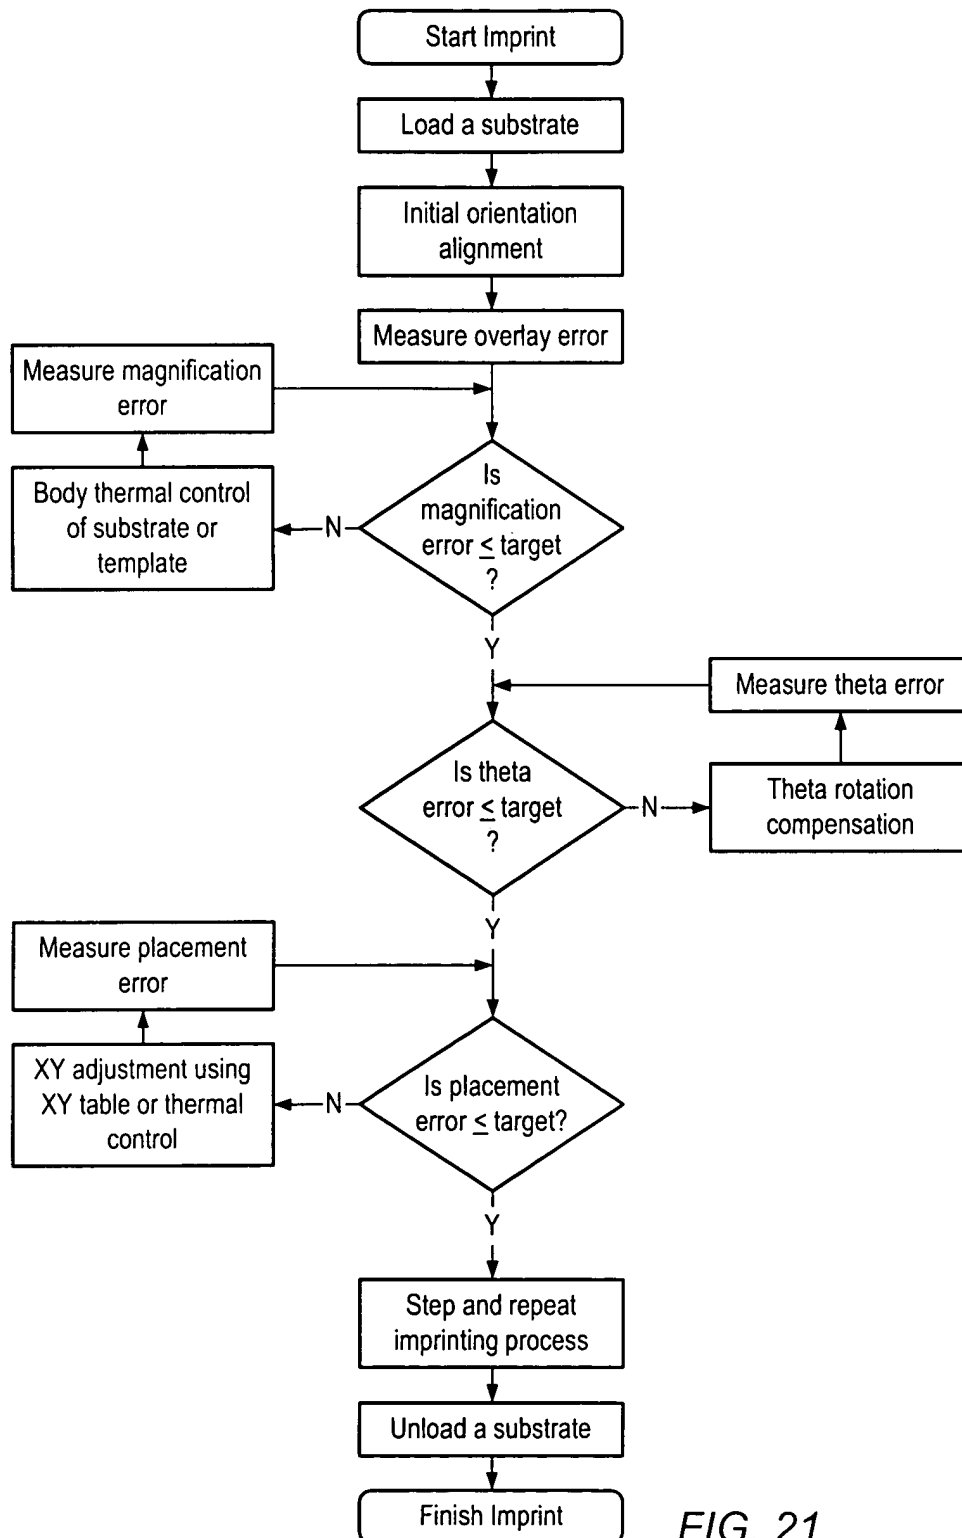 Start Imprint
Load a substrate
Initial orientation
alignment
Measure overlay error
Measure magnification
error
Body thermal control
of substrate or
template
N
Is
magnification
error ≤ target
?
Y
Measure theta error
Is theta
error ≤ target
?
N
Theta rotation
compensation
Y
Measure placement
error
XY adjustment using
XY table or thermal
control
N
Is placement
error ≤ target?
Y
Step and repeat
imprinting process
Unload a substrate
Finish Imprint
FIG. 21